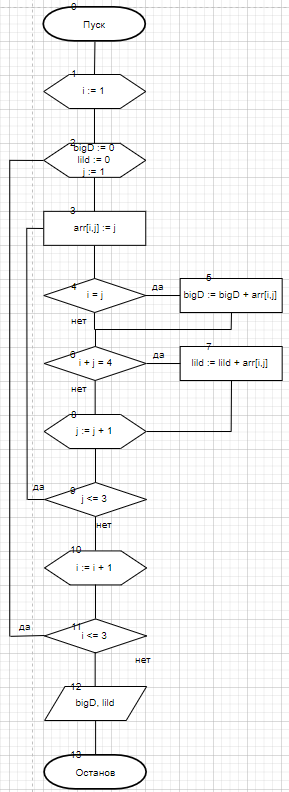 0
Пуск
1
i := 1
2
bigD := 0
lild := 0
j := 1
3
arr[i,j] := j
4
i = j
да
5
bigD := bigD + arr[i,j]
нет
6
i + j = 4
да
7
lild := lild + arr[i,j]
нет
8
j := j + 1
да
9
j <= 3
нет
10
i := i + 1
да
11
i <= 3
нет
12
bigD, lild
13
Останов